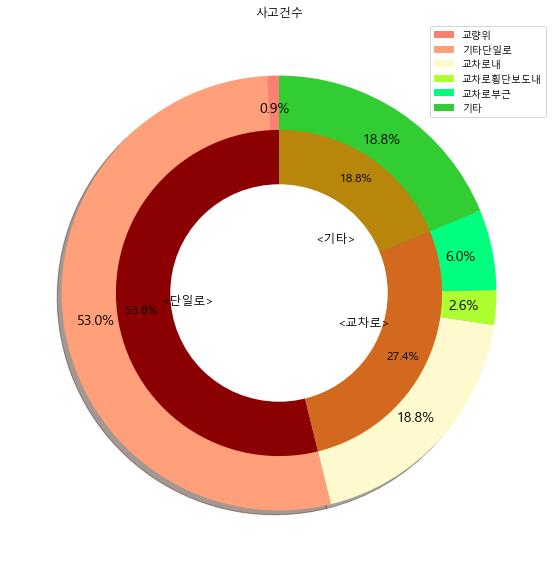 사고건수
교량위
기타단일로
교차로내
교차로횡단보도내
교차로부근
기타
0.9%
18.8%
18.8%
<기타>
6.0%
<단일로>
2.6%
53.8%
53.0%
<교차로>
27.4%
18.8%